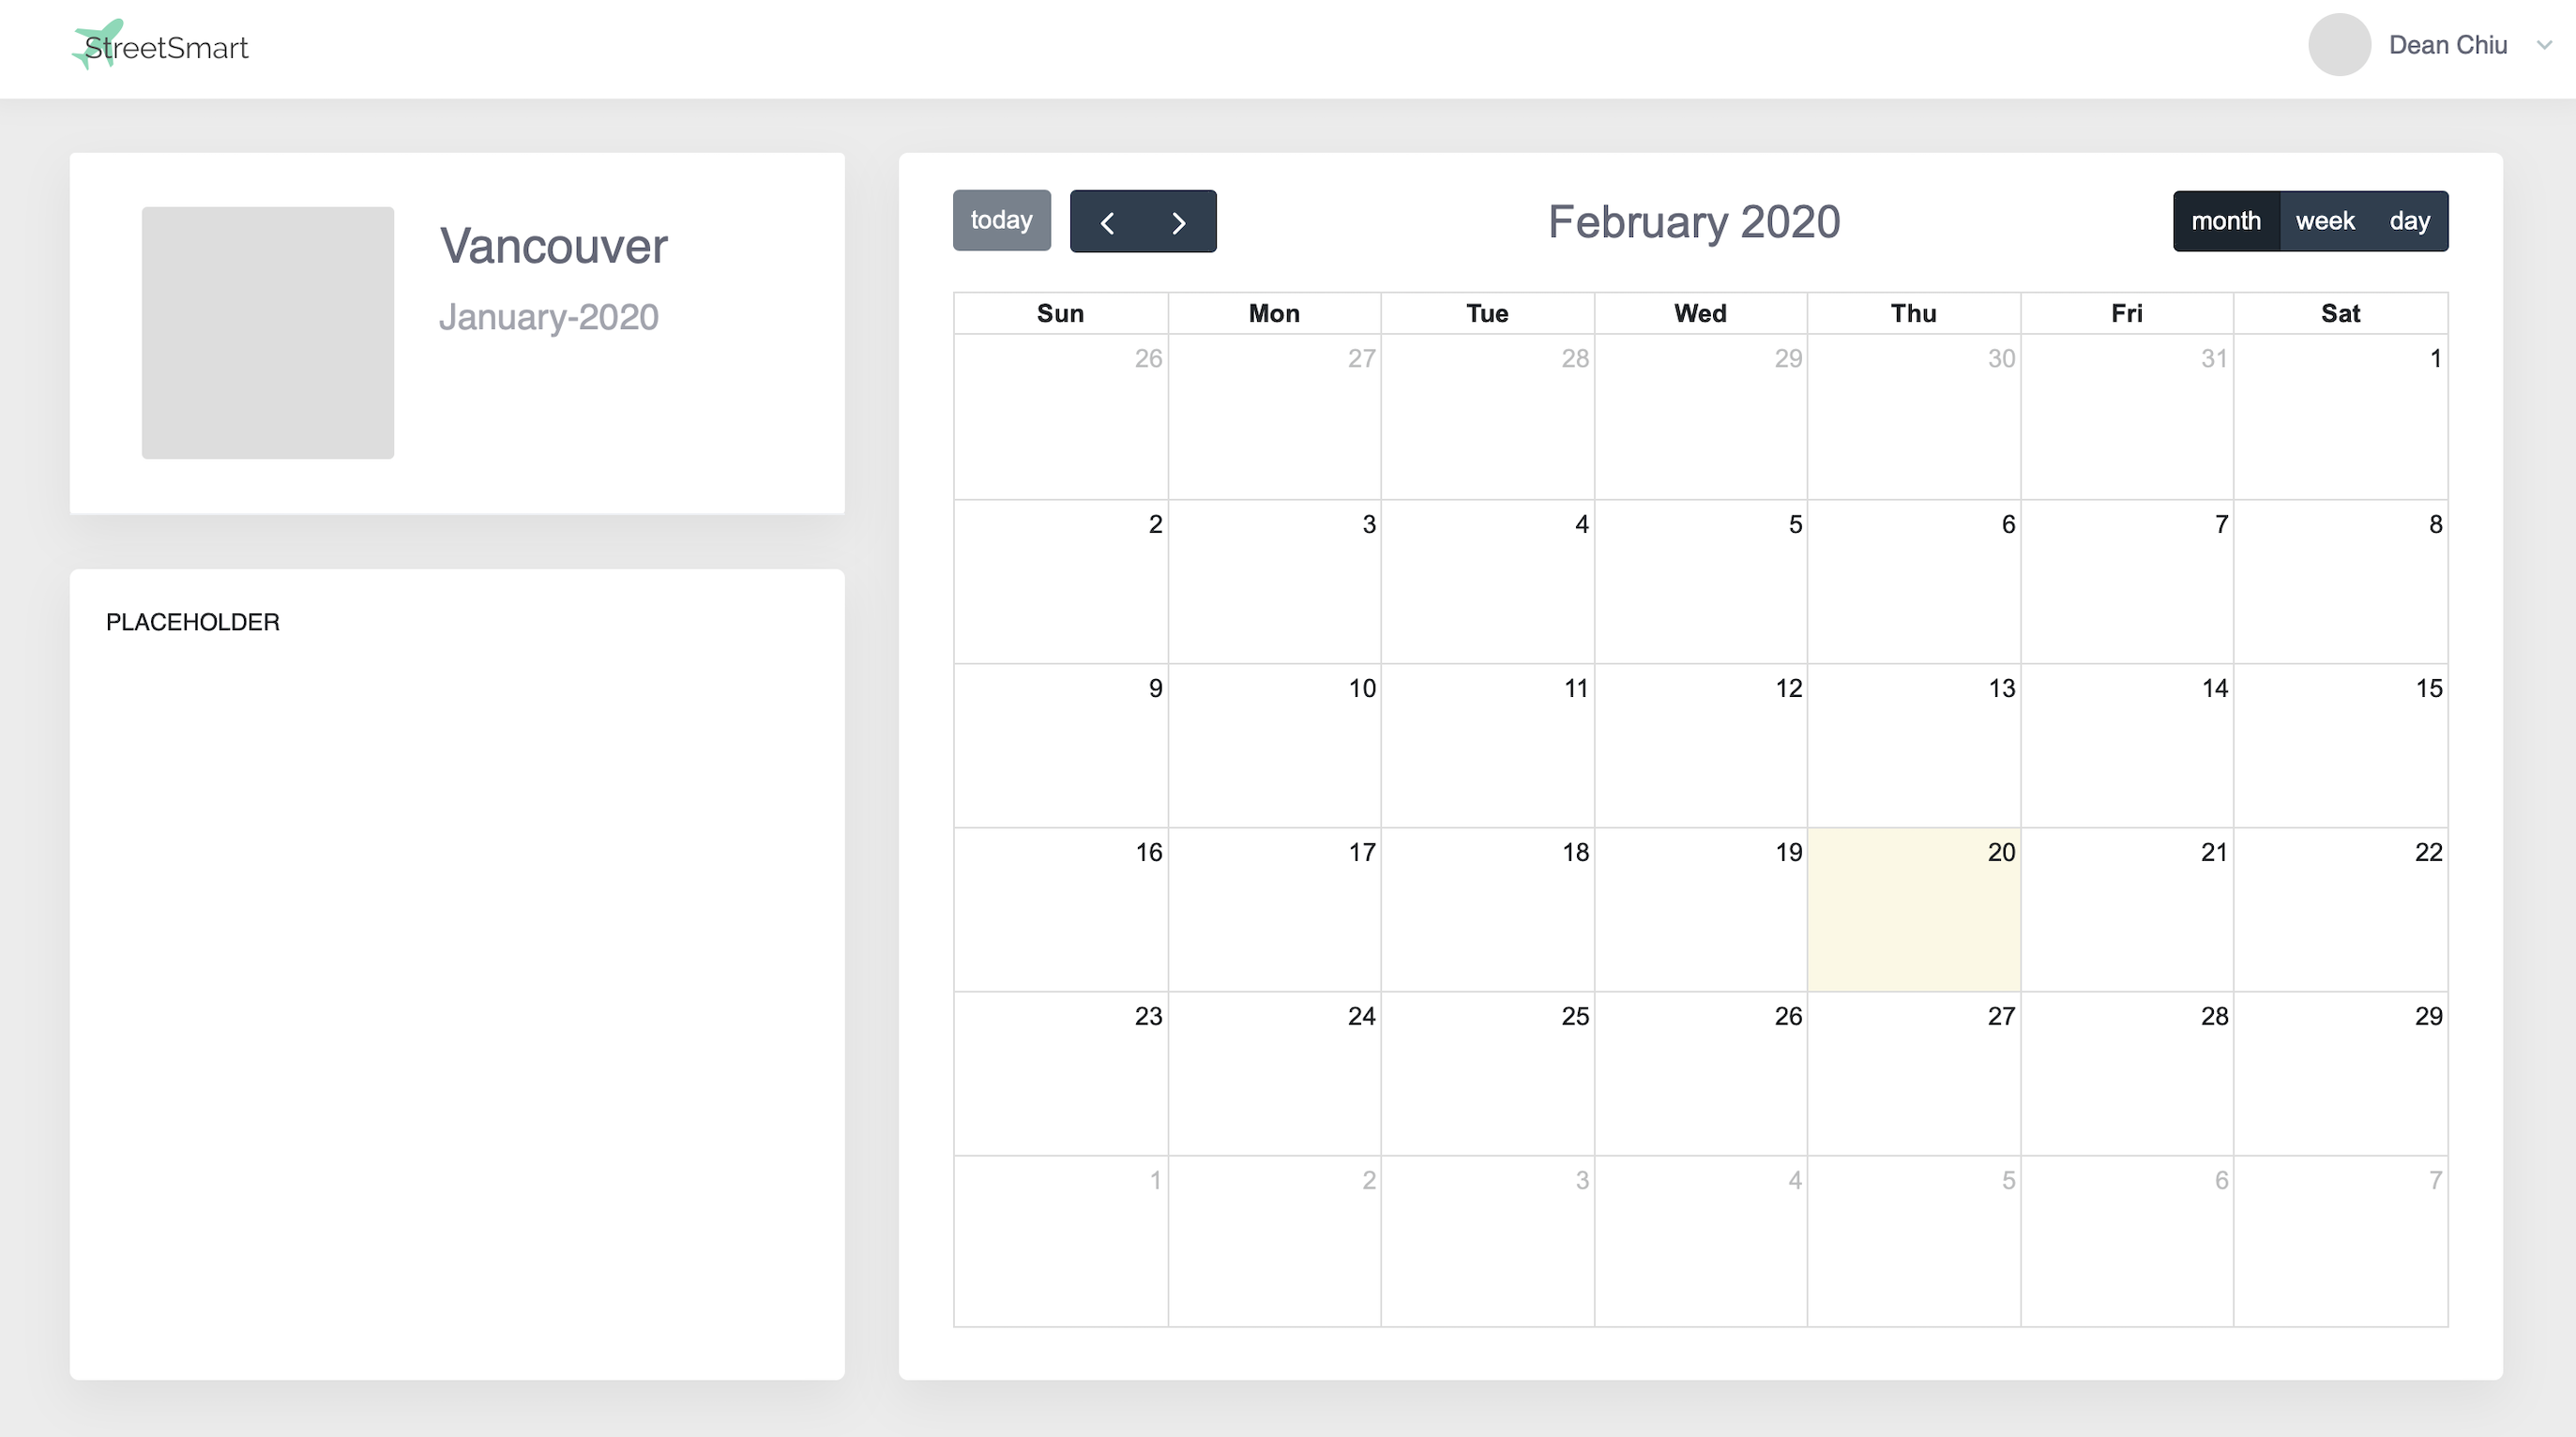 StreetSmart
Dean Chiu
Vancouver
January-2020
PLACEHOLDER
today
February 2020
month week day
Sun Mon Tue Wed Thu Fri Sat
26 27 28 29 30 31 1
2 3 4 5 6 7 8
9 10 11 12 13 14 15
16 17 18 19 20 21 22
23 24 25 26 27 28 29
1 2 3 4 5 6 7